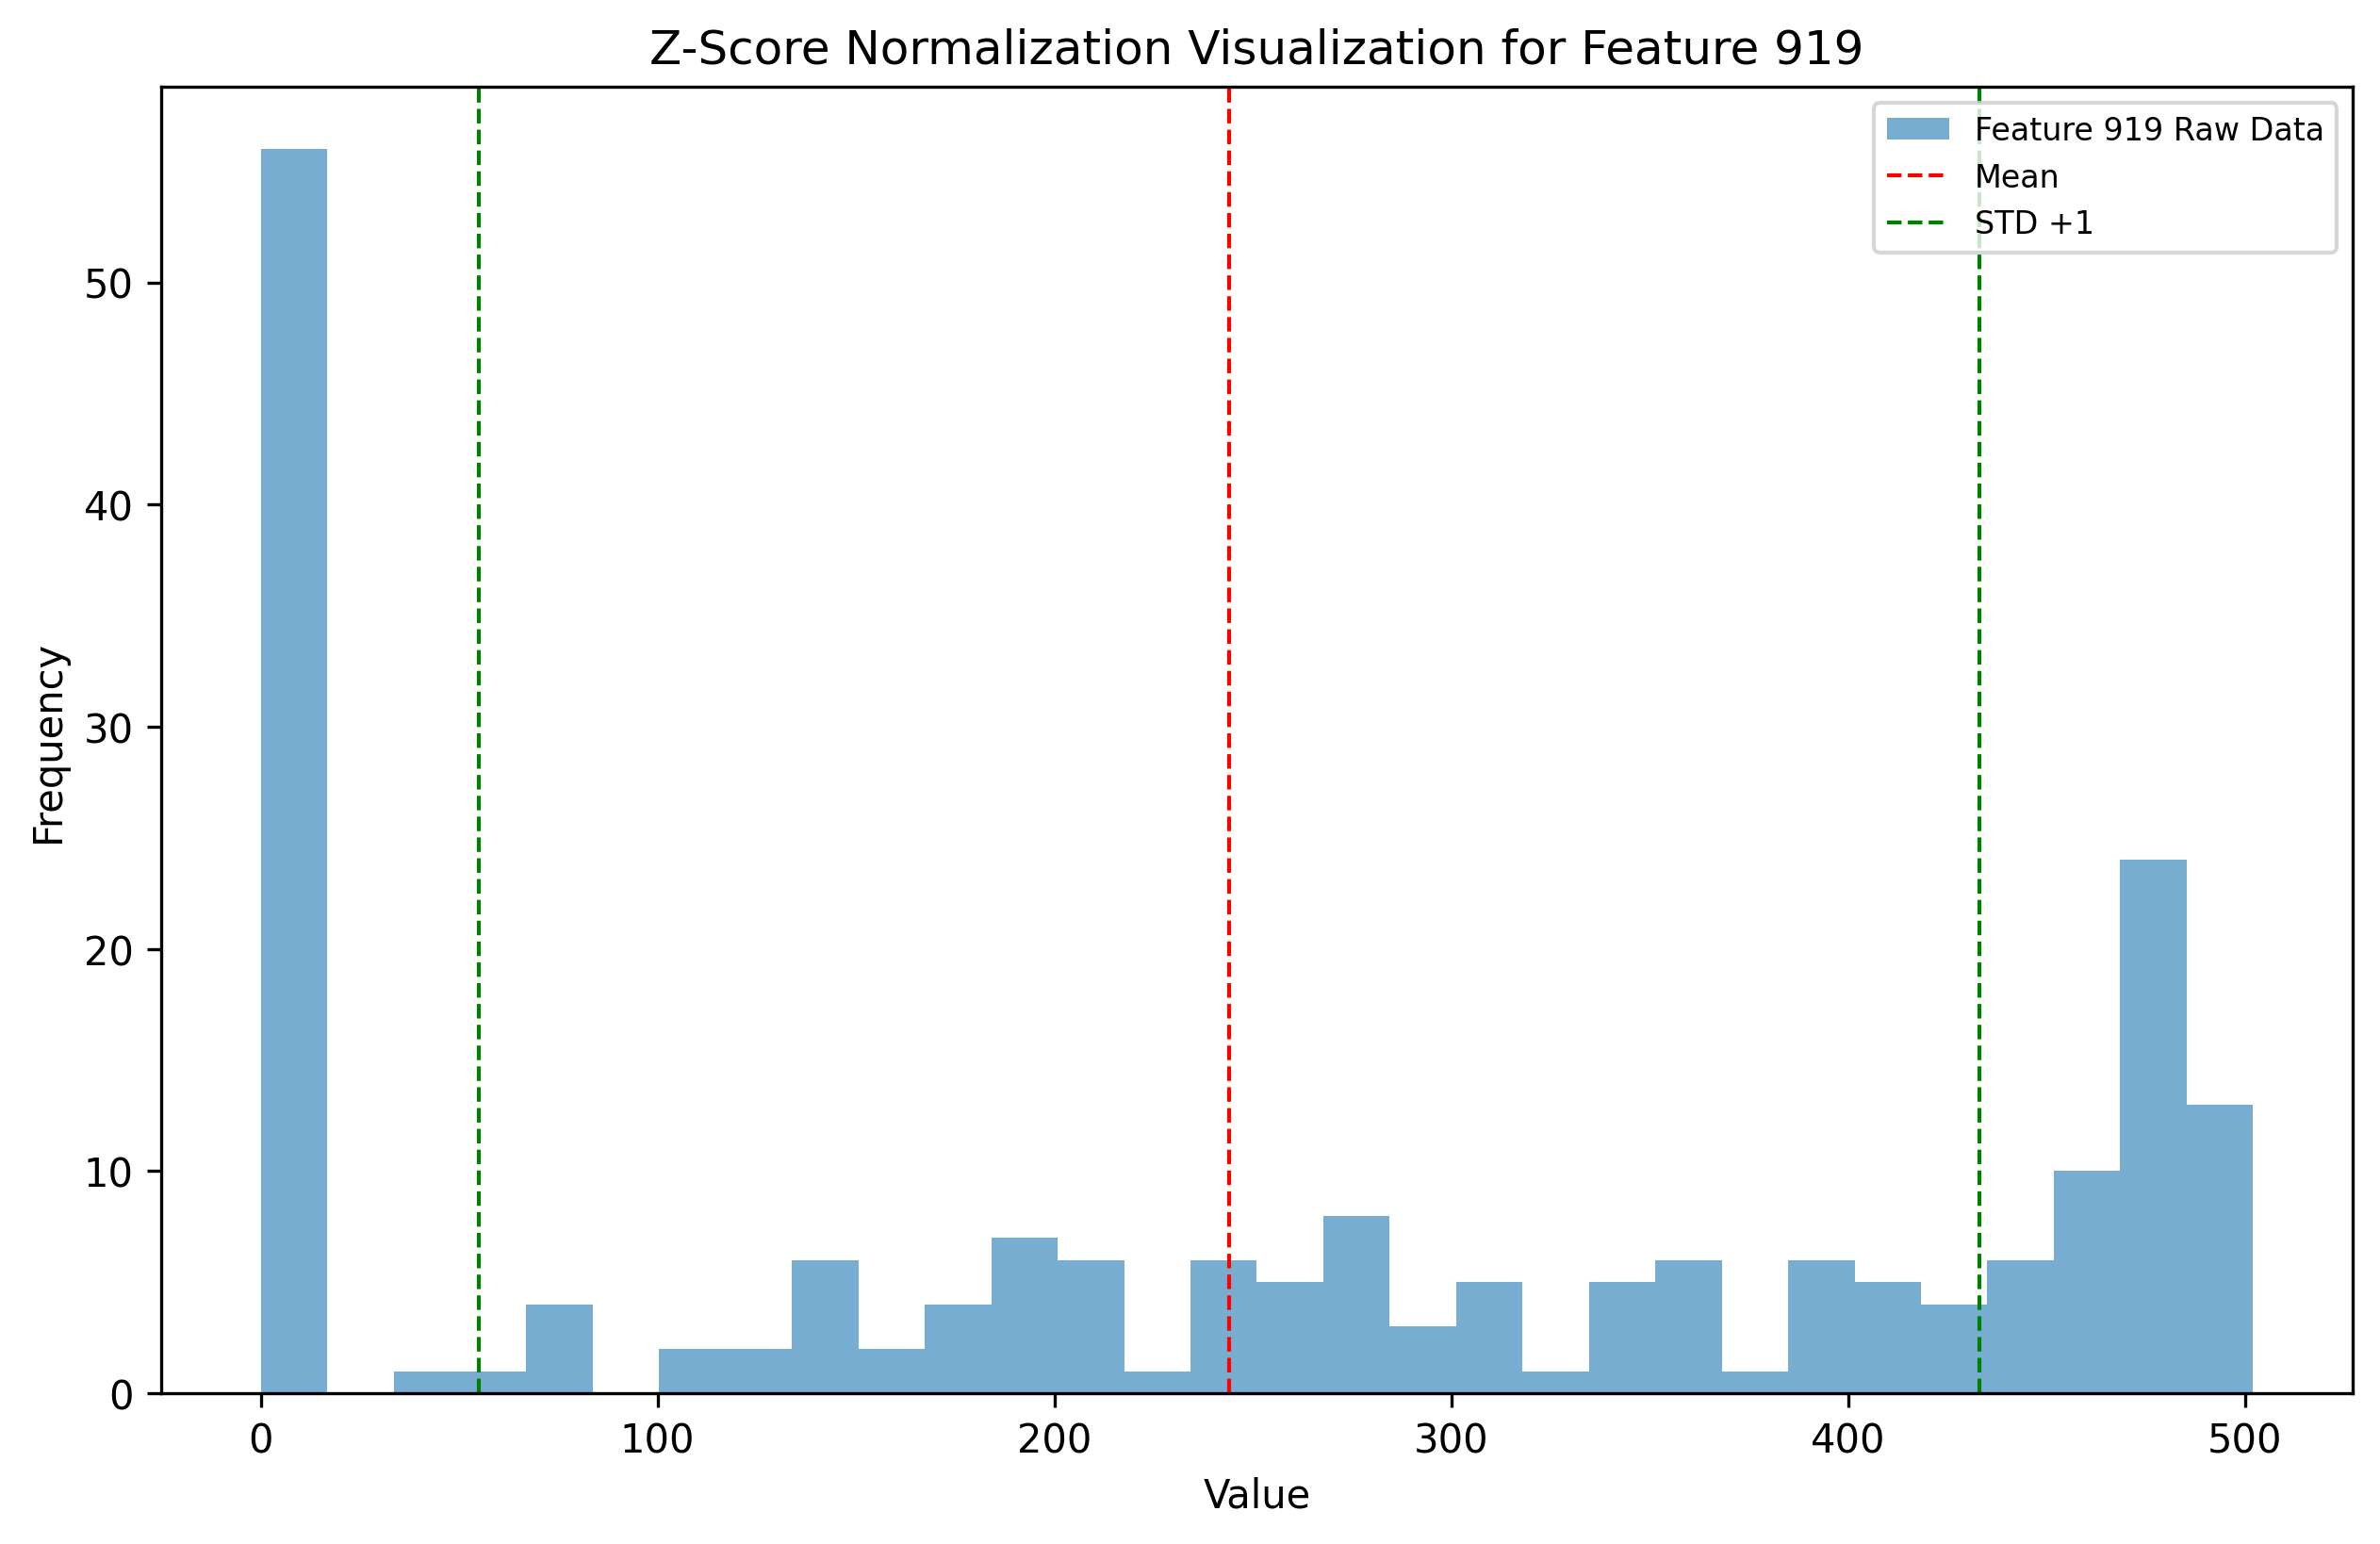 Z-Score Normalization Visualization for Feature 919
Feature 919 Raw Data
Mean
STD +1
Frequency
50
40
30
20
10
0
0 100 200 300 400 500
Value